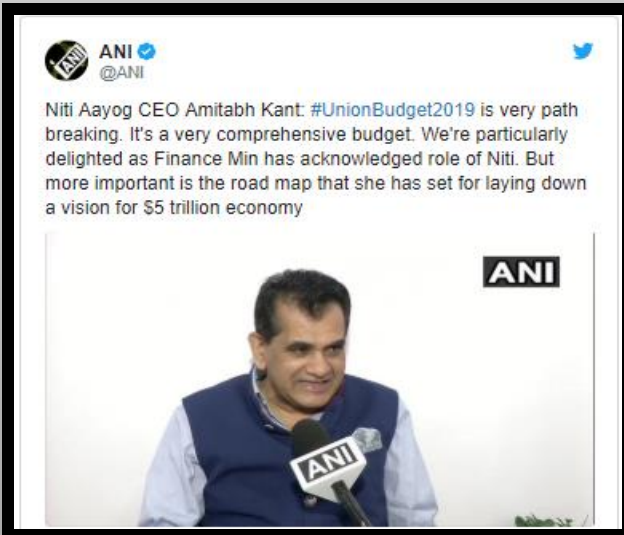 ANI
@ANI
Niti Aayog CEO Amitabh Kant: #UnionBudget2019 is very path
breaking. It's a very comprehensive budget. We're particularly
delighted as Finance Min has acknowledged role of Niti. But
more important is the road map that she has set for laying down
a vision for $5 trillion economy
ANI
ANI